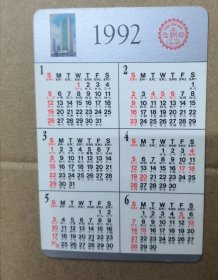 1992
1
S M T W T F S
1 2 3 4
5 6 7 8 9 10 11
12 13 14 15 16 17 18
19 20 21 22 23 24 25
26 27 28 29 30 31
2
S M T W T F S
1
2 3 4 5 6 7 8
9 10 11 12 13 14 15
16 17 18 19 20 21 22
23 24 25 26 27 28 29
3
S M T W T F S
1 2 3 4 5 6 7
8 9 10 11 12 13 14
15 16 17 18 19 20 21
22 23 24 25 26 27 28
29 30 31
4
S M T W T F S
1 2 3 4
5 6 7 8 9 10 11
12 13 14 15 16 17 18
19 20 21 22 23 24 25
26 27 28 29 30
5
S M T W T F S
1 2
3 4 5 6 7 8 9
10 11 12 13 14 15 16
17 18 19 20 21 22 23
25 26 27 28 29 30
6
S M T W T F S
1 2 3 4 5 6
7 8 9 10 11 12 13
14 15 16 17 18 19 20
21 22 23 24 25 26 27
28 29 30